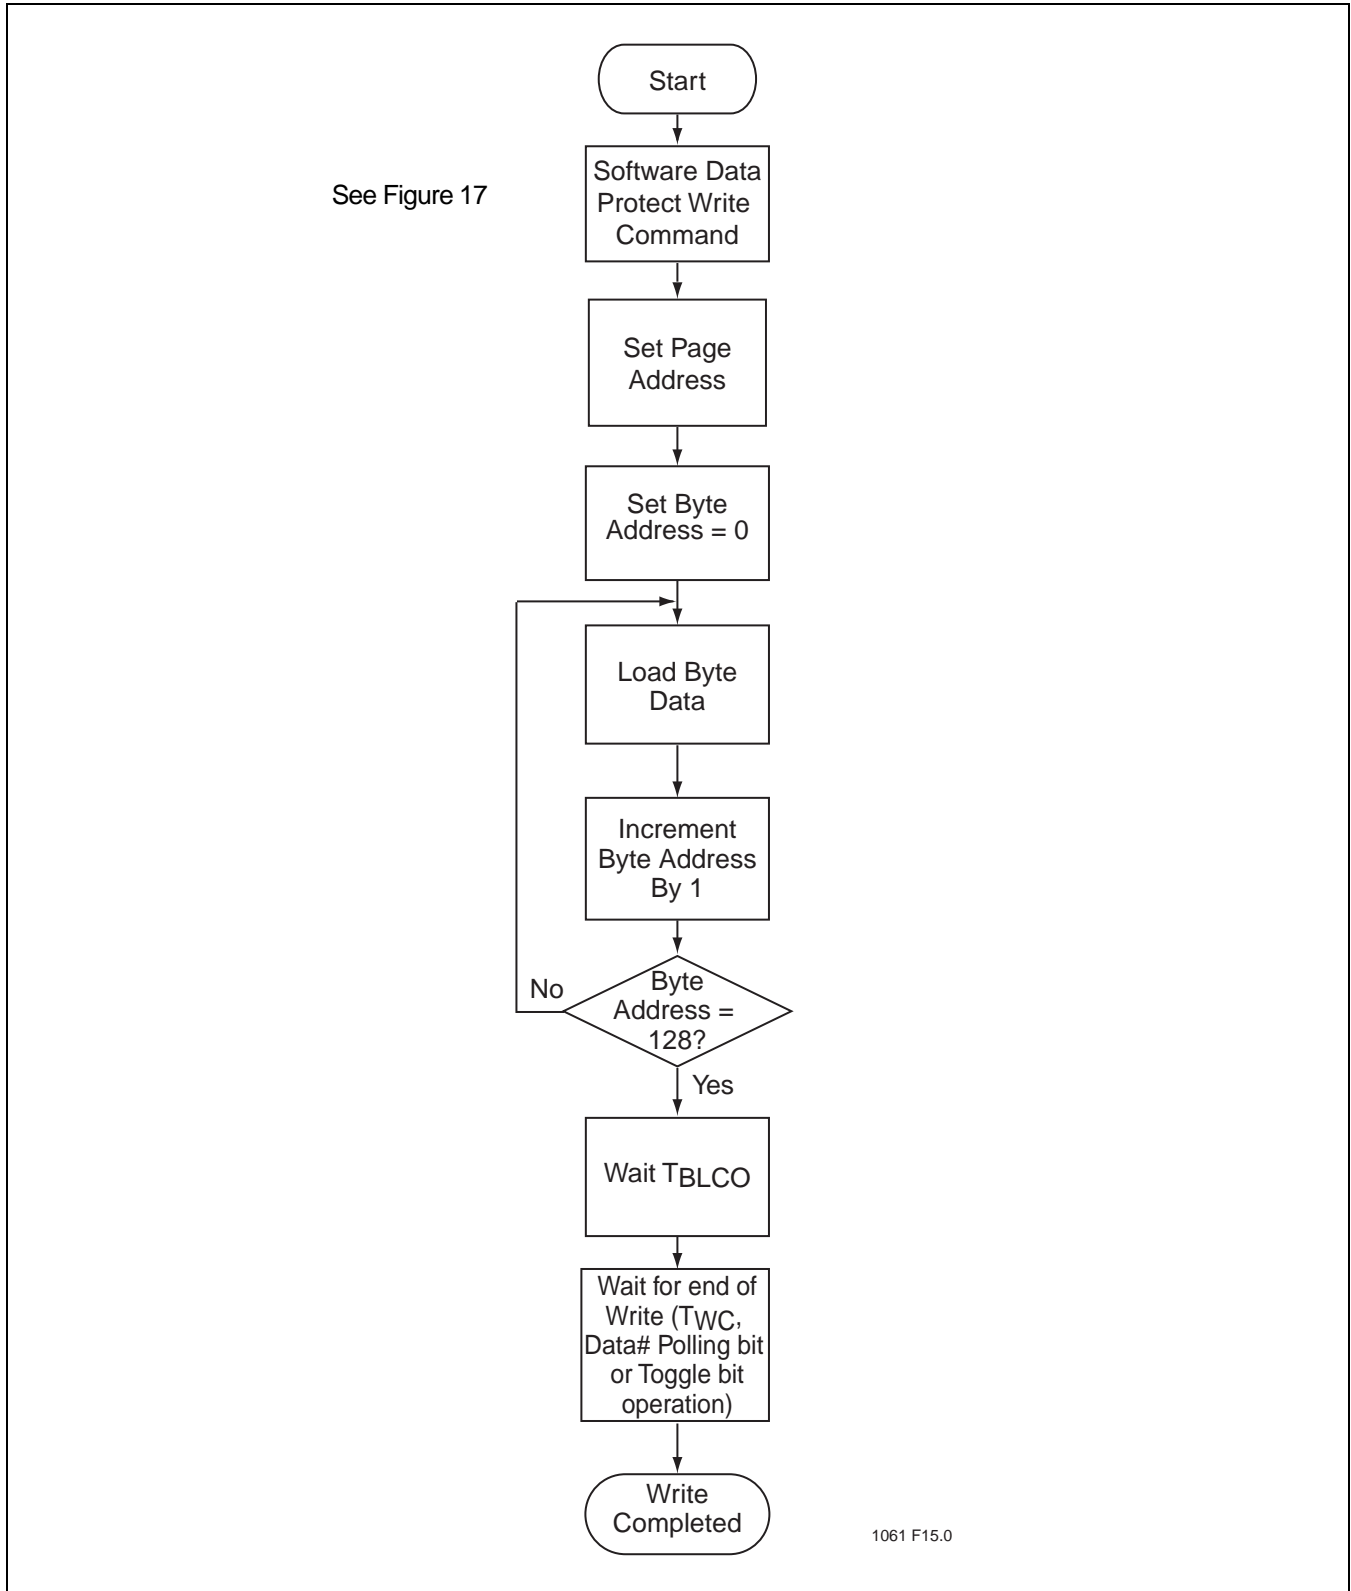 Start
See Figure 17
Software Data
Protect Write
Command
Set Page
Address
Set Byte
Address = 0
Load Byte
Data
Increment
Byte Address
By 1
No
Byte
Address =
128?
Yes
Wait TBLCO
Wait for end of
Write (TWC,
Data# Polling bit
or Toggle bit
operation)
Write
Completed
1061 F15.0